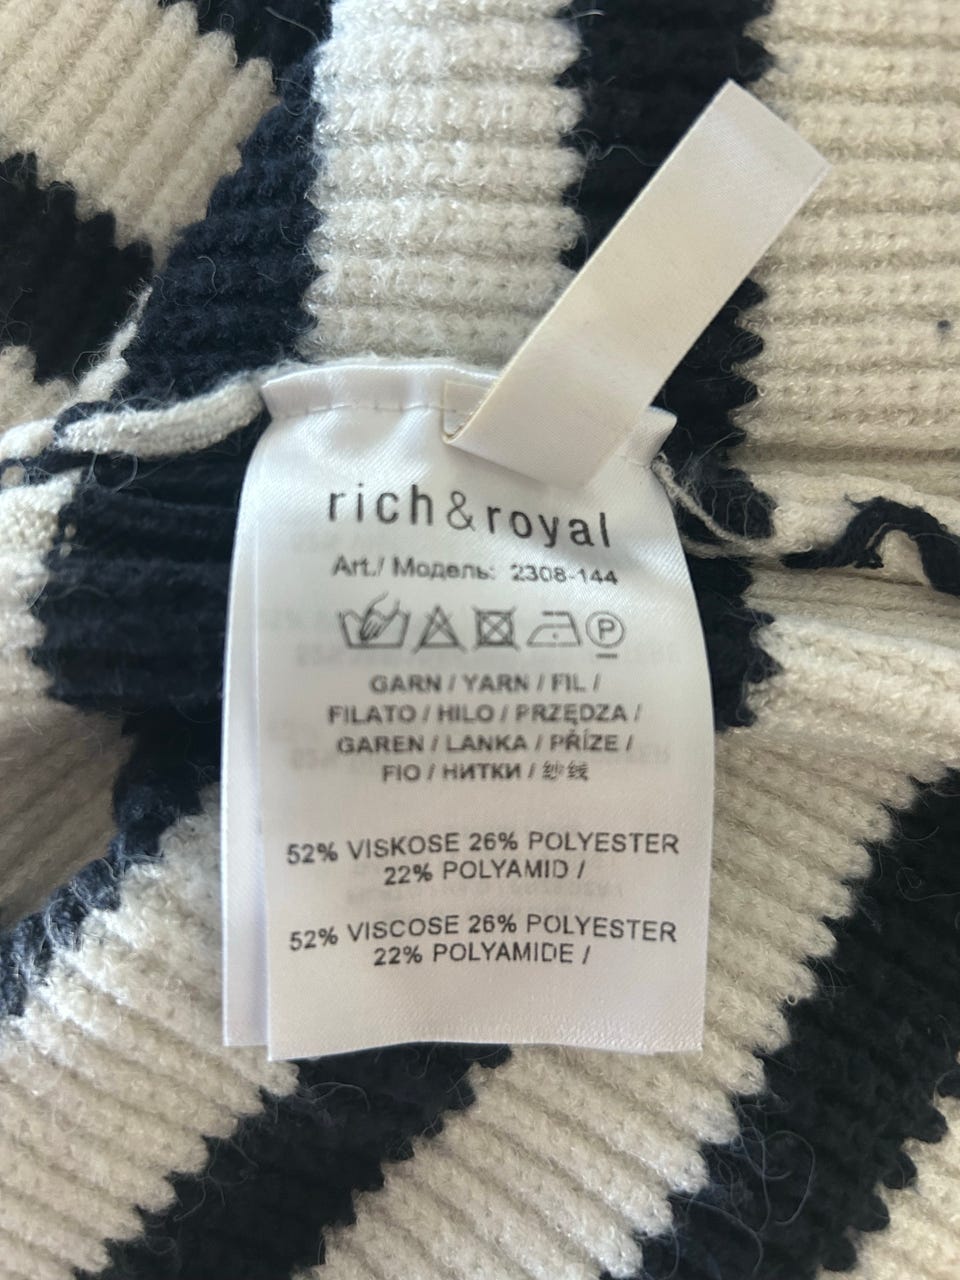 rich&royal
Art./ Модель: 2308-144
P
GARN / YARN / FIL /
FILATO / HILO / PRZĘDZA /
GAREN / LANKA / PŘÍZE /
FIO / НИТКИ / 纱线
52% VISKOSE 26% POLYESTER
22% POLYAMID /
52% VISCOSE 26% POLYESTER
22% POLYAMIDE /